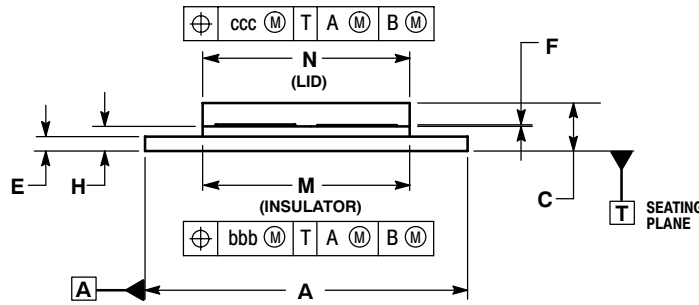 ⌖ ccc Ⓜ T A Ⓜ B Ⓜ
N
(LID)
F
E
H
M
(INSULATOR)
C
T
SEATING
PLANE
⌖ bbb Ⓜ T A Ⓜ B Ⓜ
A
A